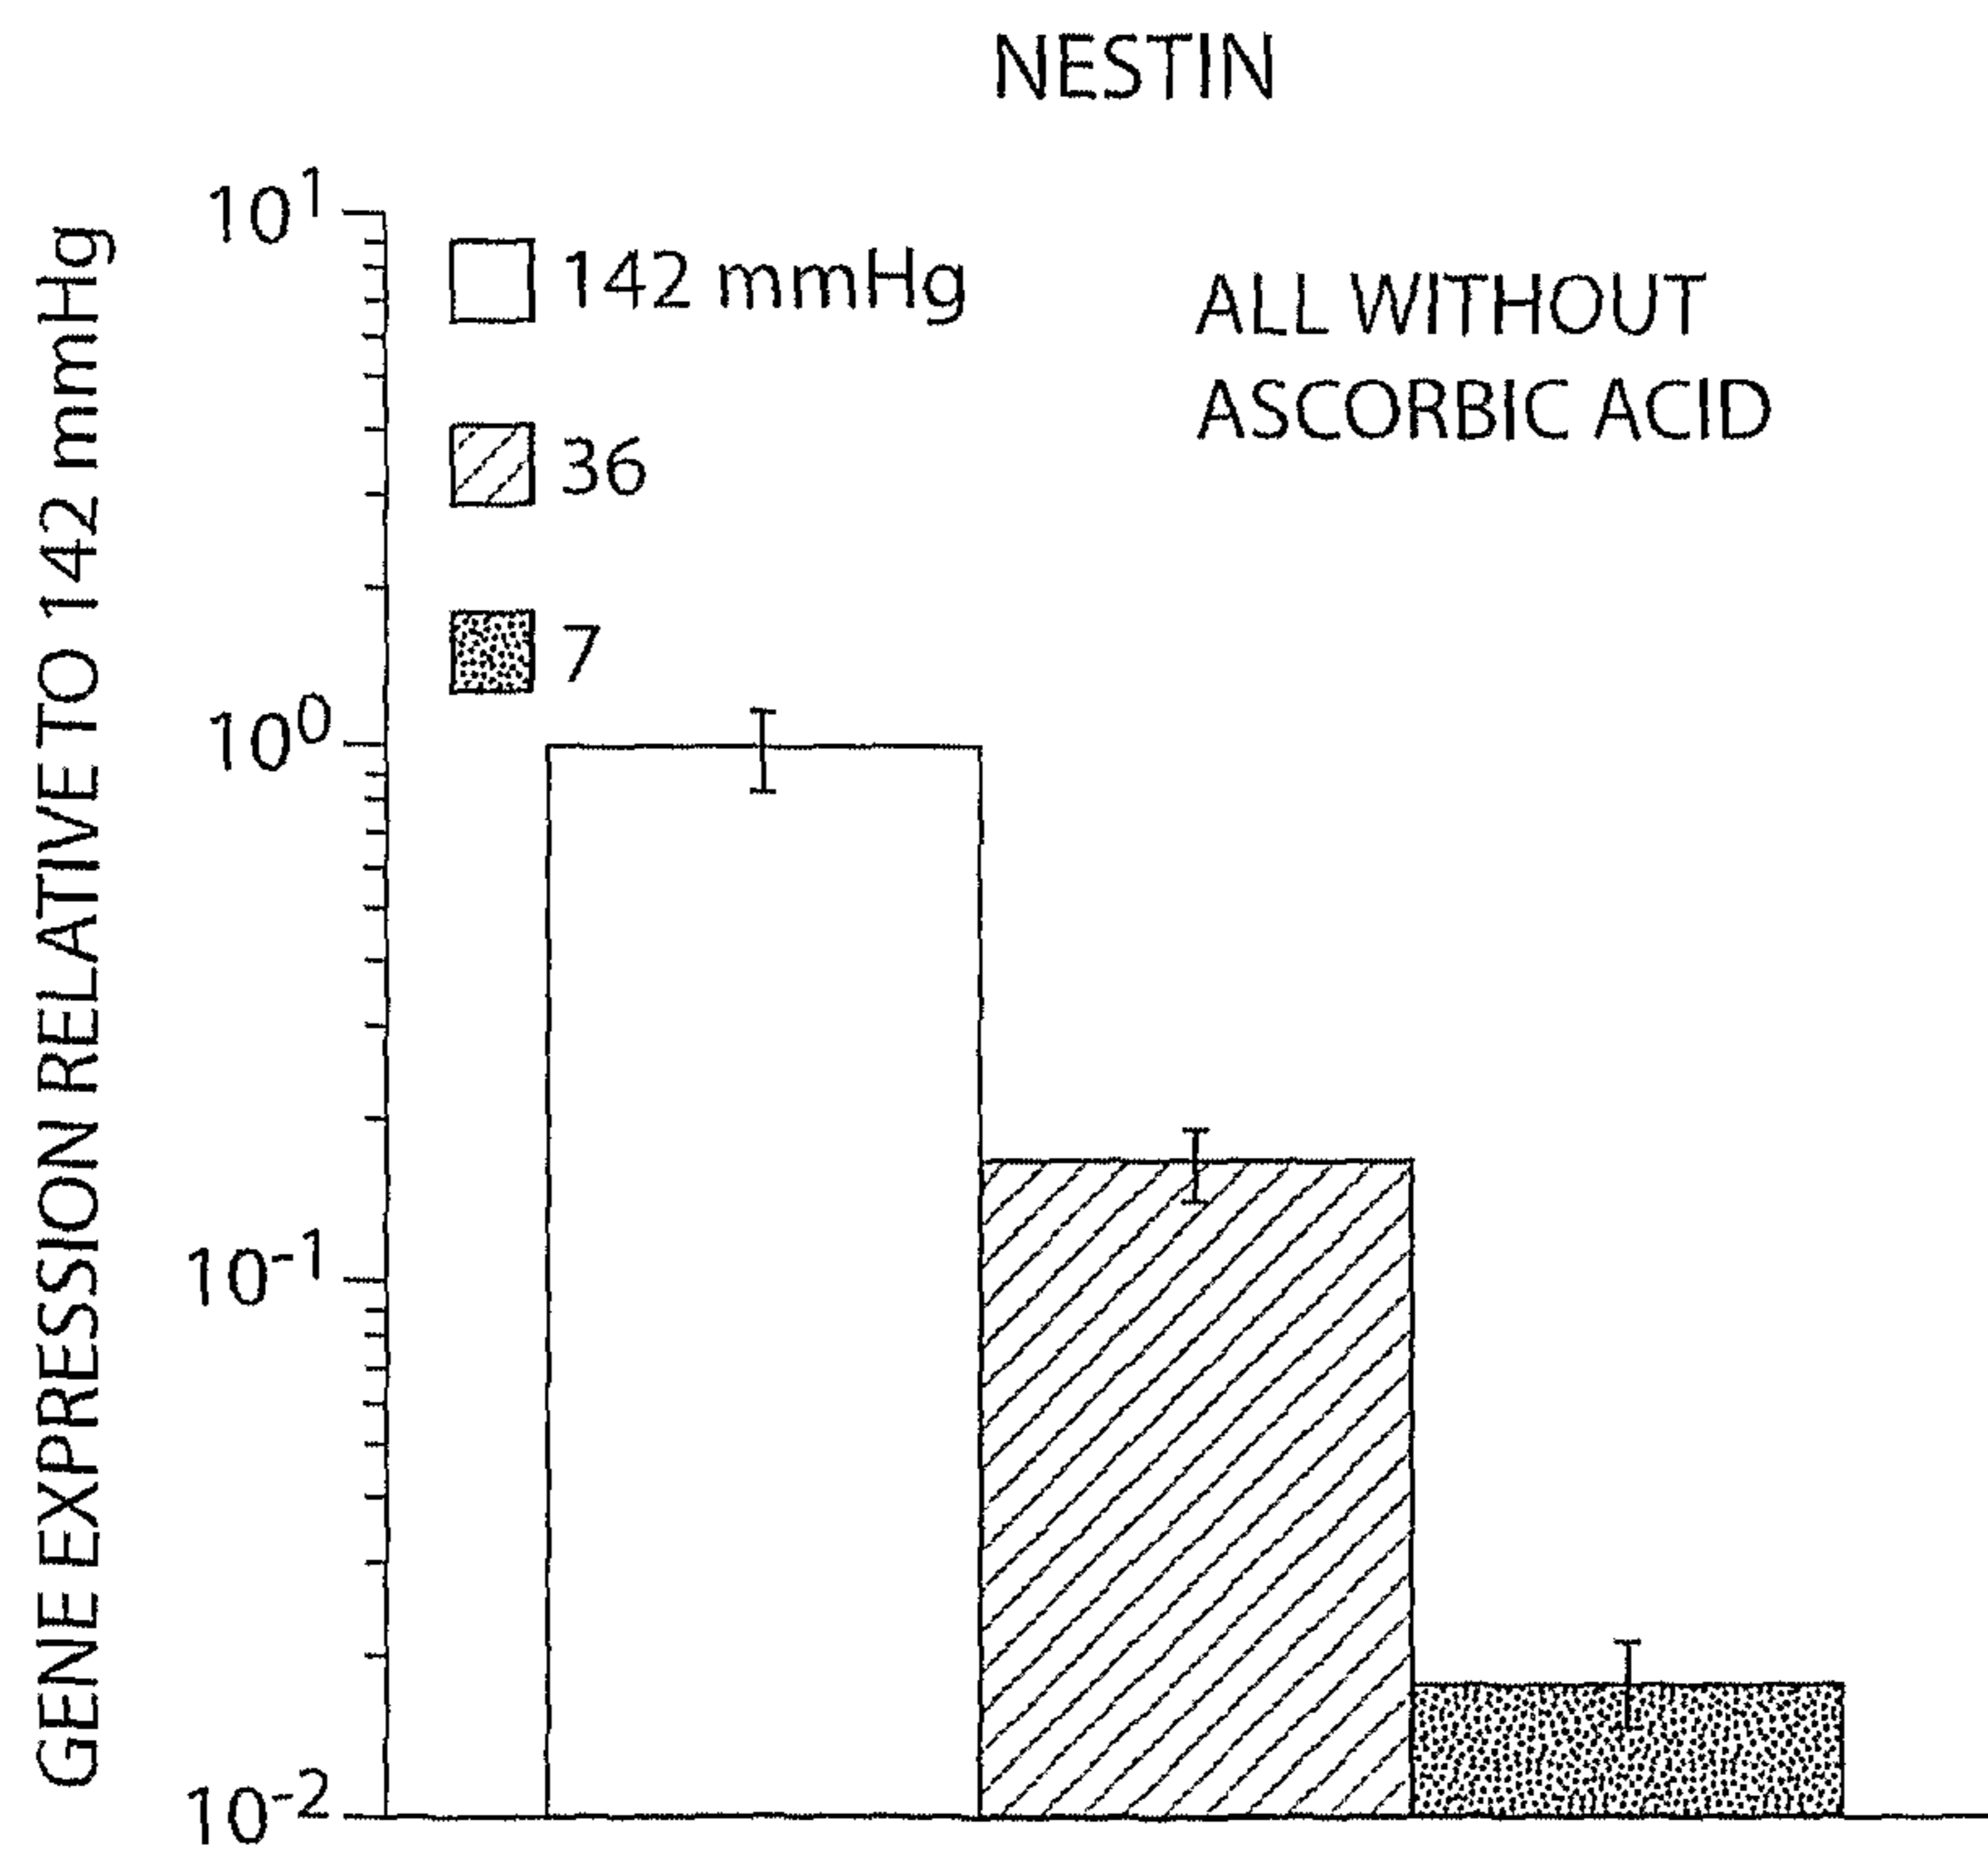 NESTIN
GENE EXPRESSION RELATIVE TO 142 mmHg
10¹
10⁰
10⁻¹
10⁻²
142 mmHg
36
7
ALL WITHOUT
ASCORBIC ACID